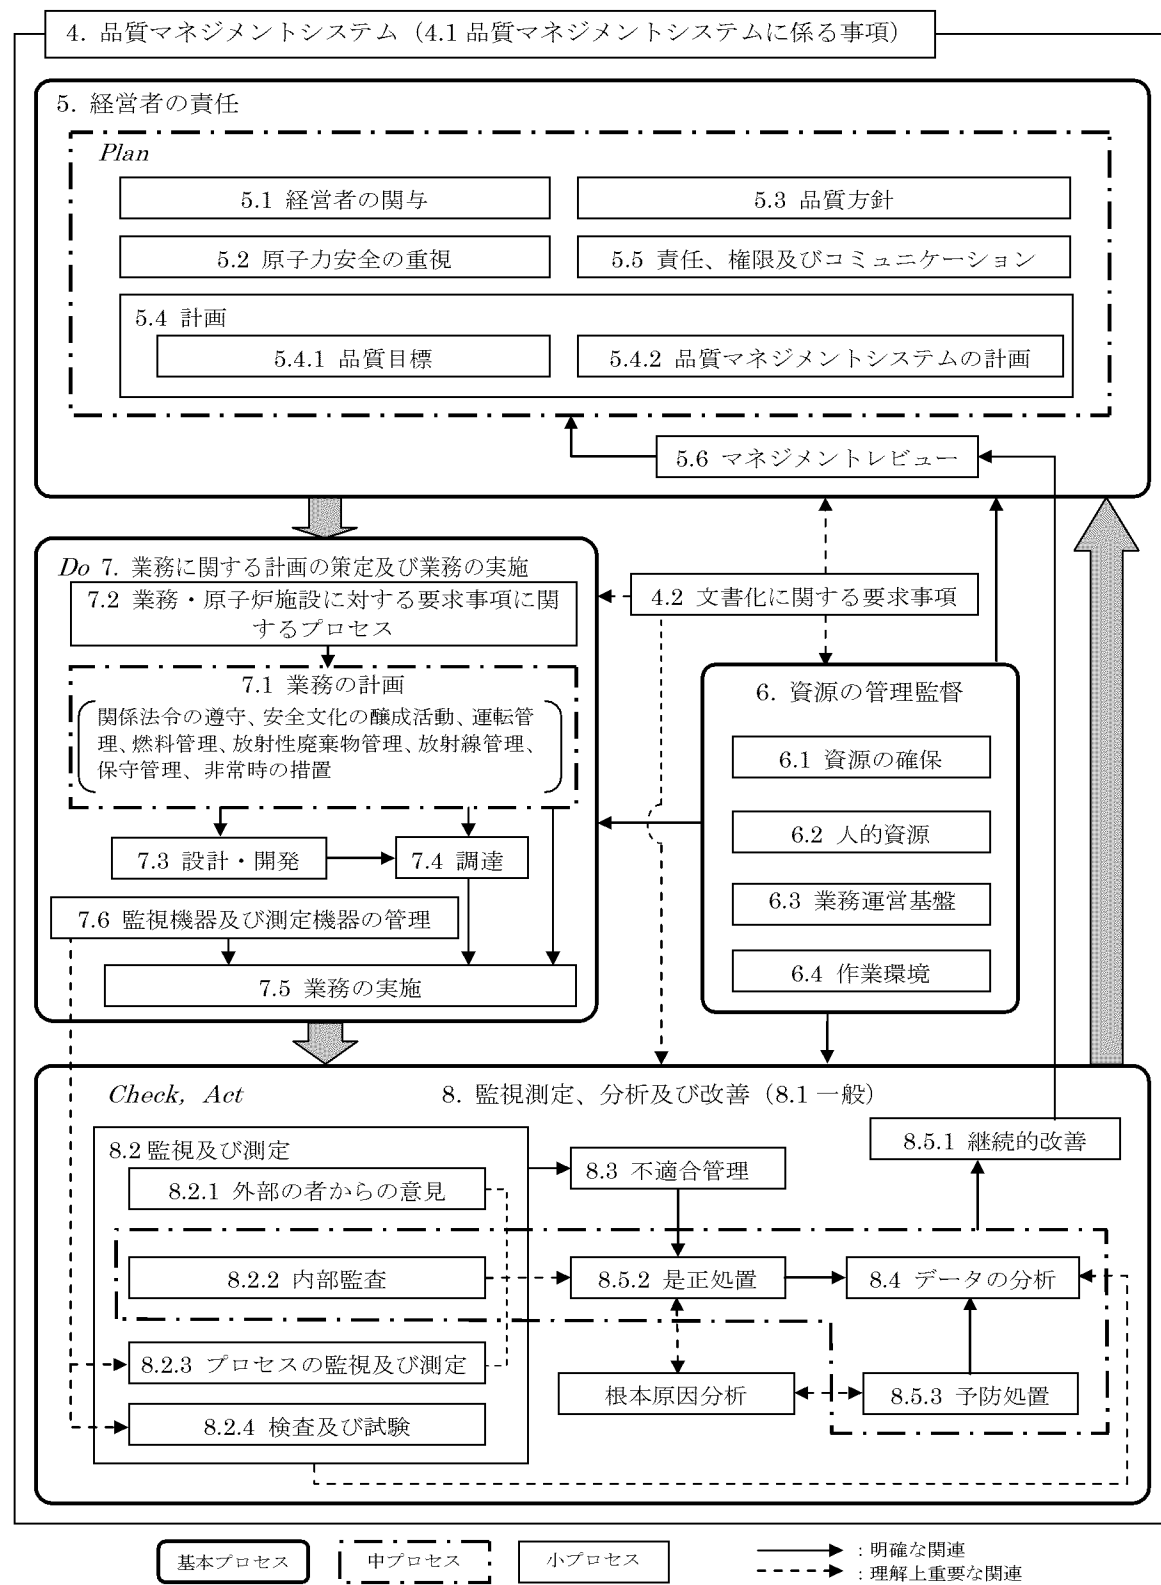 4. 品質マネジメントシステム（4.1 品質マネジメントシステムに係る事項）
5. 経営者の責任
Plan
5.1 経営者の関与
5.3 品質方針
5.2 原子力安全の重視
5.5 責任、権限及びコミュニケーション
5.4 計画
5.4.1 品質目標
5.4.2 品質マネジメントシステムの計画
5.6 マネジメントレビュー
Do 7. 業務に関する計画の策定及び業務の実施
7.2 業務・原子炉施設に対する要求事項に関
するプロセス
4.2 文書化に関する要求事項
7.1 業務の計画
関係法令の遵守、安全文化の醸成活動、運転管
理、燃料管理、放射性廃棄物管理、放射線管理、
保守管理、非常時の措置
6. 資源の管理監督
6.1 資源の確保
6.2 人的資源
6.3 業務運営基盤
6.4 作業環境
7.3 設計・開発
7.4 調達
7.6 監視機器及び測定機器の管理
7.5 業務の実施
Check, Act
8. 監視測定、分析及び改善（8.1 一般）
8.2 監視及び測定
8.5.1 継続的改善
8.3 不適合管理
8.2.1 外部の者からの意見
8.2.2 内部監査
8.5.2 是正処置
8.4 データの分析
8.2.3 プロセスの監視及び測定
根本原因分析
8.5.3 予防処置
8.2.4 検査及び試験
基本プロセス
中プロセス
小プロセス
：明確な関連
：理解上重要な関連